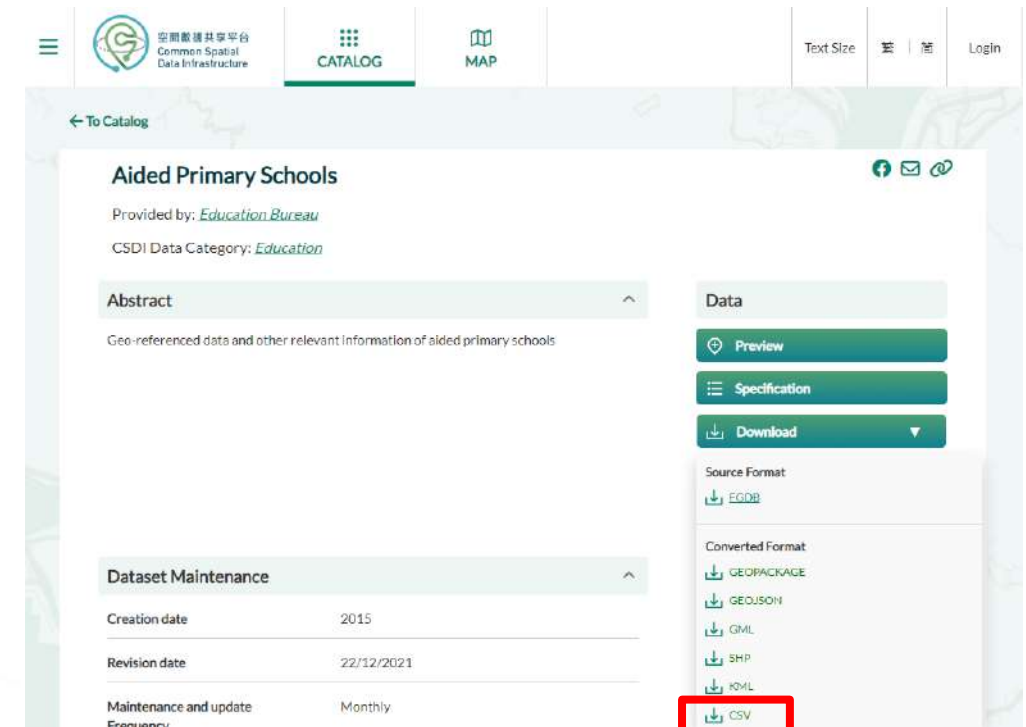 空間數據共享平台
Common Spatial
Data Infrastructure
CATALOG
MAP
Text Size
繁 | 简
Login
To Catalog
Aided Primary Schools
Provided by: Education Bureau
CSDI Data Category: Education
Abstract
Geo-referenced data and other relevant information of aided primary schools
Data
Preview
Specification
Download
Source Format
FGDB
Converted Format
GEOPACKAGE
GEOJSON
GML
SHP
KML
CSV
Dataset Maintenance
Creation date 2015
Revision date 22/12/2021
Maintenance and update Monthly
Frequency